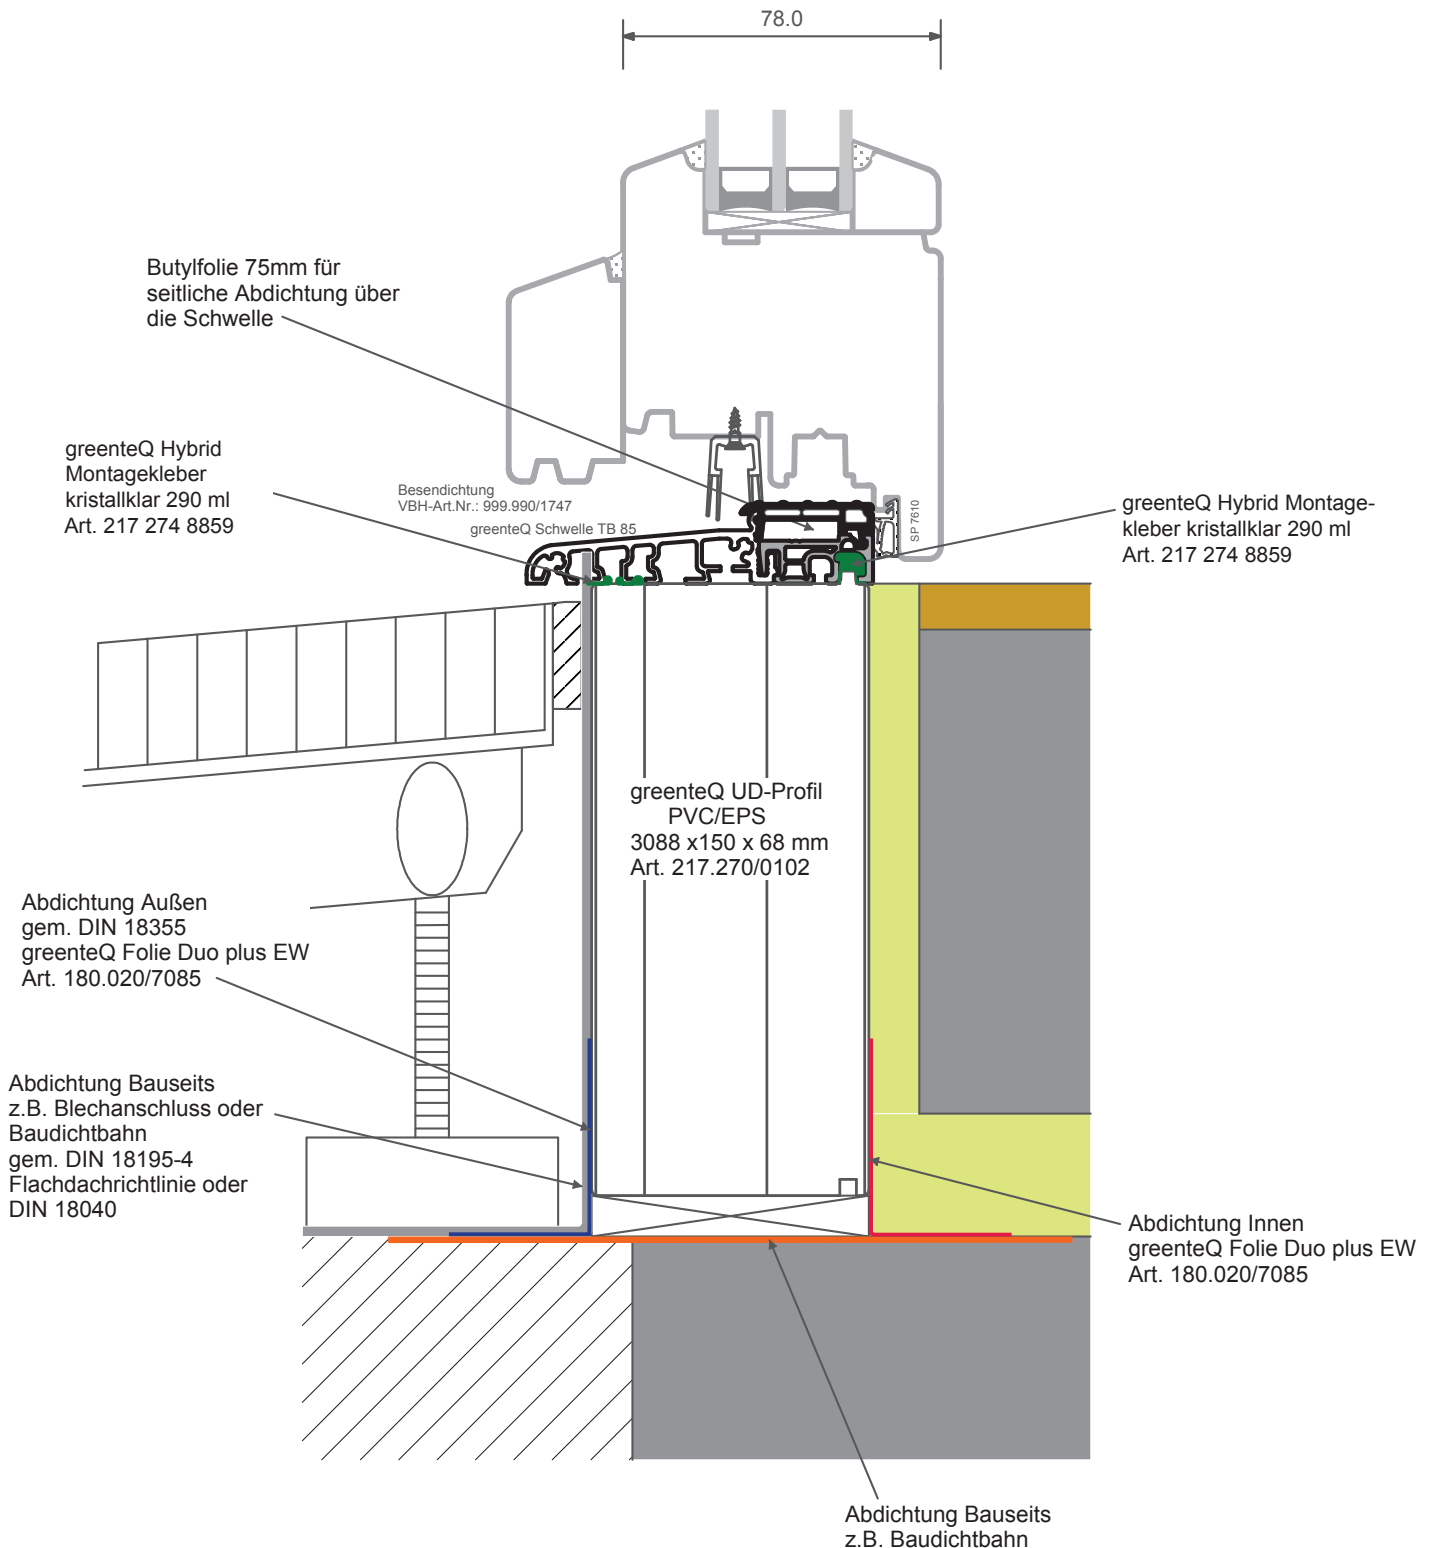 78.0
Butylfolie 75mm für
seitliche Abdichtung über
die Schwelle
greenteQ Hybrid
Montagekleber
kristallklar 290 ml
Art. 217 274 8859
Besendichtung
VBH-Art.Nr.: 999.990/1747
greenteQ Schwelle TB 85
SP 7610
greenteQ Hybrid Montage-
kleber kristallklar 290 ml
Art. 217 274 8859
greenteQ UD-Profil
PVC/EPS
3088 x150 x 68 mm
Art. 217.270/0102
Abdichtung Außen
gem. DIN 18355
greenteQ Folie Duo plus EW
Art. 180.020/7085
Abdichtung Bauseits
z.B. Blechanschluss oder
Baudichtbahn
gem. DIN 18195-4
Flachdachrichtlinie oder
DIN 18040
Abdichtung Innen
greenteQ Folie Duo plus EW
Art. 180.020/7085
Abdichtung Bauseits
z.B. Baudichtbahn